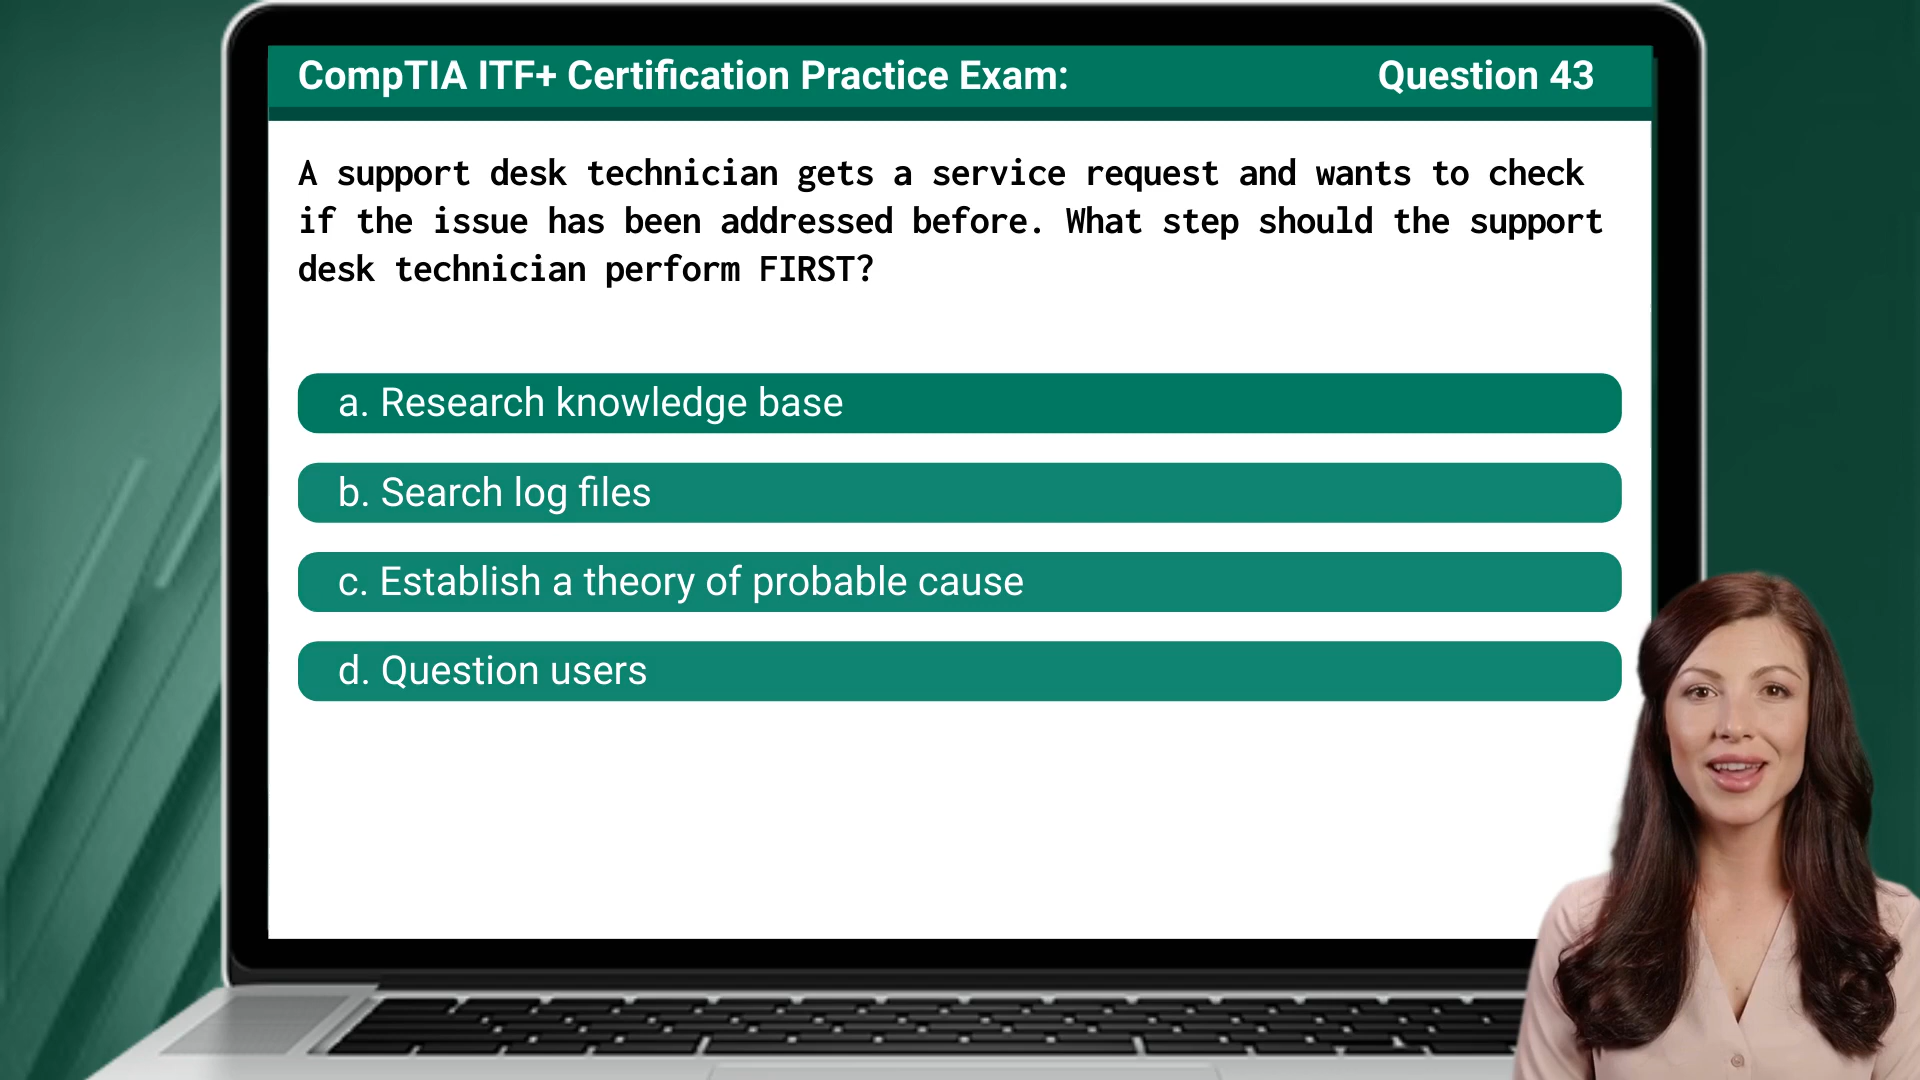 CompTIA ITF+ Certification Practice Exam: Question 43
A support desk technician gets a service request and wants to check
if the issue has been addressed before. What step should the support
desk technician perform FIRST?
a. Research knowledge base
b. Search log files
c. Establish a theory of probable cause
d. Question users